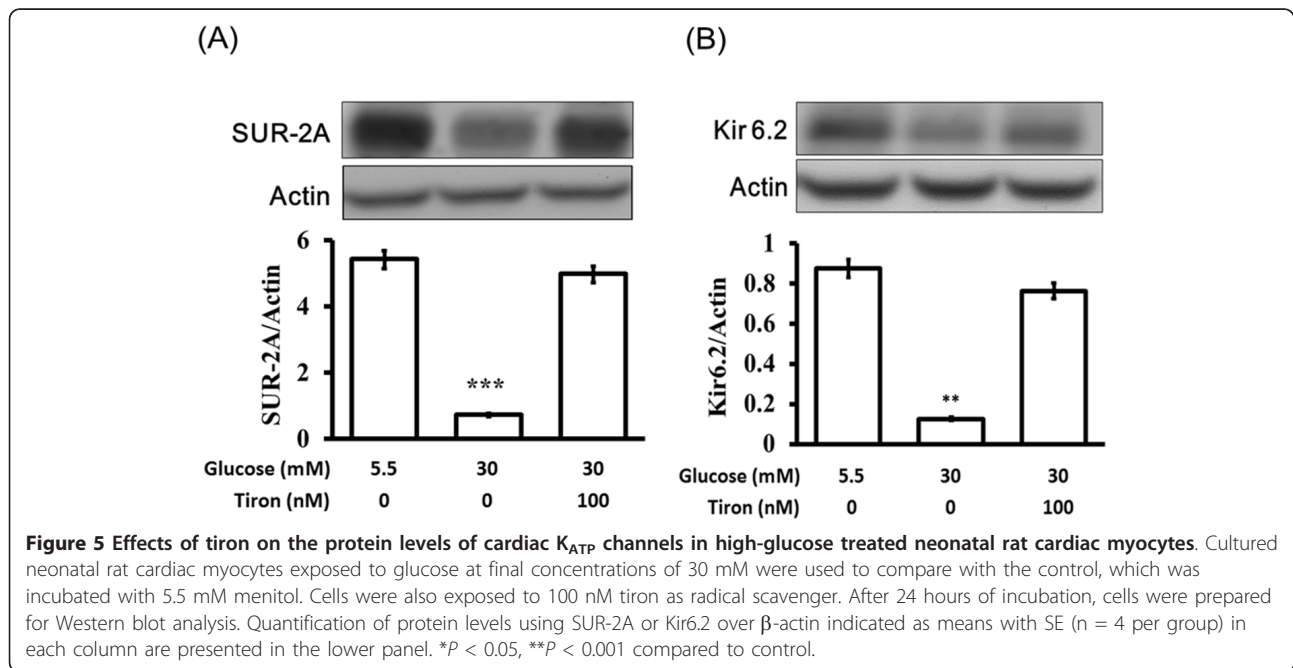 (A)
(B)
SUR-2A
Actin
Kir 6.2
Actin
SUR-2A/Actin
6
4
2
0
***
Glucose (mM) 5.5 30 30
Tiron (nM) 0 0 100
Kir6.2/Actin
1
0.8
0.6
0.4
0.2
0
**
Glucose (mM) 5.5 30 30
Tiron (nM) 0 0 100
Figure 5 Effects of tiron on the protein levels of cardiac KATP channels in high-glucose treated neonatal rat cardiac myocytes. Cultured
neonatal rat cardiac myocytes exposed to glucose at final concentrations of 30 mM were used to compare with the control, which was
incubated with 5.5 mM menitol. Cells were also exposed to 100 nM tiron as radical scavenger. After 24 hours of incubation, cells were prepared
for Western blot analysis. Quantification of protein levels using SUR-2A or Kir6.2 over β-actin indicated as means with SE (n = 4 per group) in
each column are presented in the lower panel. *P < 0.05, **P < 0.001 compared to control.